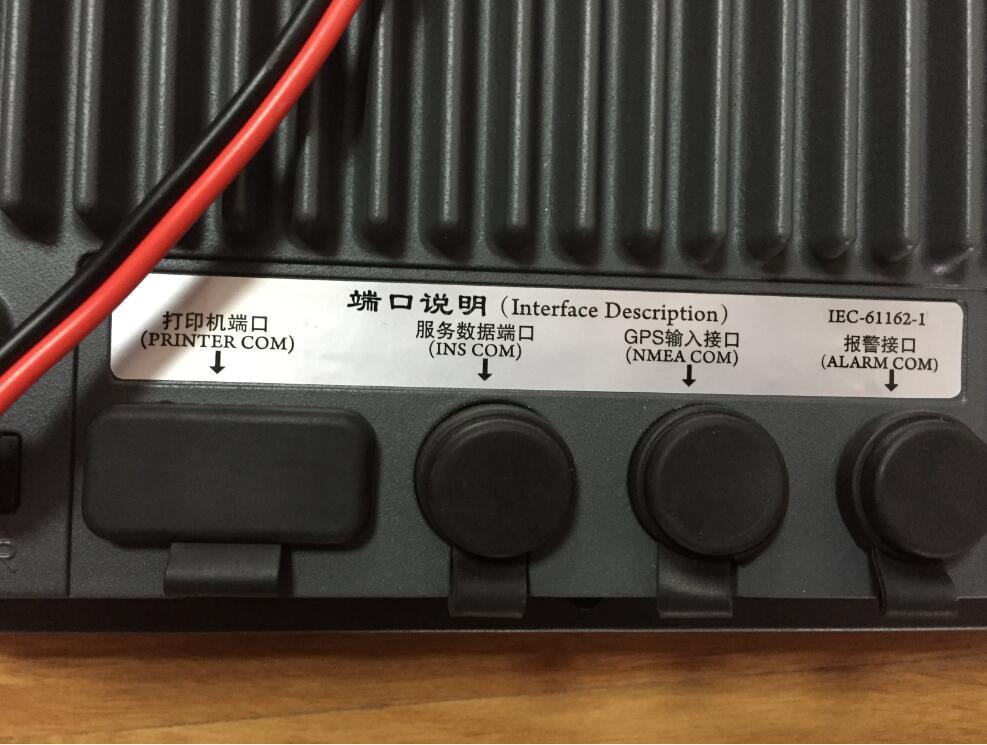 端口说明（Interface Description）
IEC-61162-1
打印机端口
(PRINTER COM)
服务数据端口
(INS COM)
GPS输入接口
(NMEA COM)
报警接口
(ALARM COM)
R